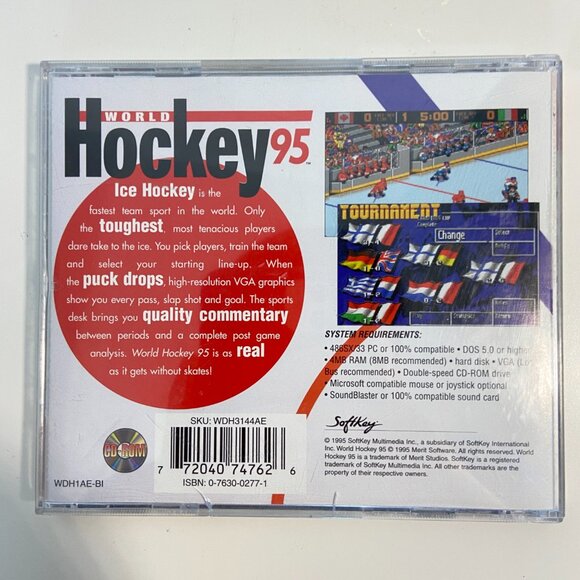 WORLD
Hockey 95™
Ice Hockey is the
fastest team sport in the world. Only
the toughest, most tenacious players
dare take to the ice. You pick players, train the team
and select your starting line-up. When
the puck drops, high-resolution VGA graphics
show you every pass, slap shot and goal. The sports
desk brings you quality commentary
between periods and a complete post game
analysis. World Hockey 95 is as real
as it gets without skates!
0 1 5:00 0
TOURNAMENT
Change
Select
SYSTEM REQUIREMENTS:
• 486SX/33 PC or 100% compatible • DOS 5.0 or higher
• 4MB RAM (8MB recommended) • hard disk • VGA (Lo
Bus recommended) • Double-speed CD-ROM drive
• Microsoft compatible mouse or joystick optional
• SoundBlaster or 100% compatible sound card
SoftKey
© 1995 SoftKey Multimedia Inc., a subsidiary of SoftKey International
Inc. World Hockey 95 © 1995 Merit Software. All rights reserved. World
Hockey 95 is a trademark of Merit Studios. SoftKey is a registered
trademark of SoftKey Multimedia Inc. All other trademarks are the
property of their respective owners.
CD-ROM
WDH1AE-BI
SKU: WDH3144AE
7 72040 74762 6
ISBN: 0-7630-0277-1